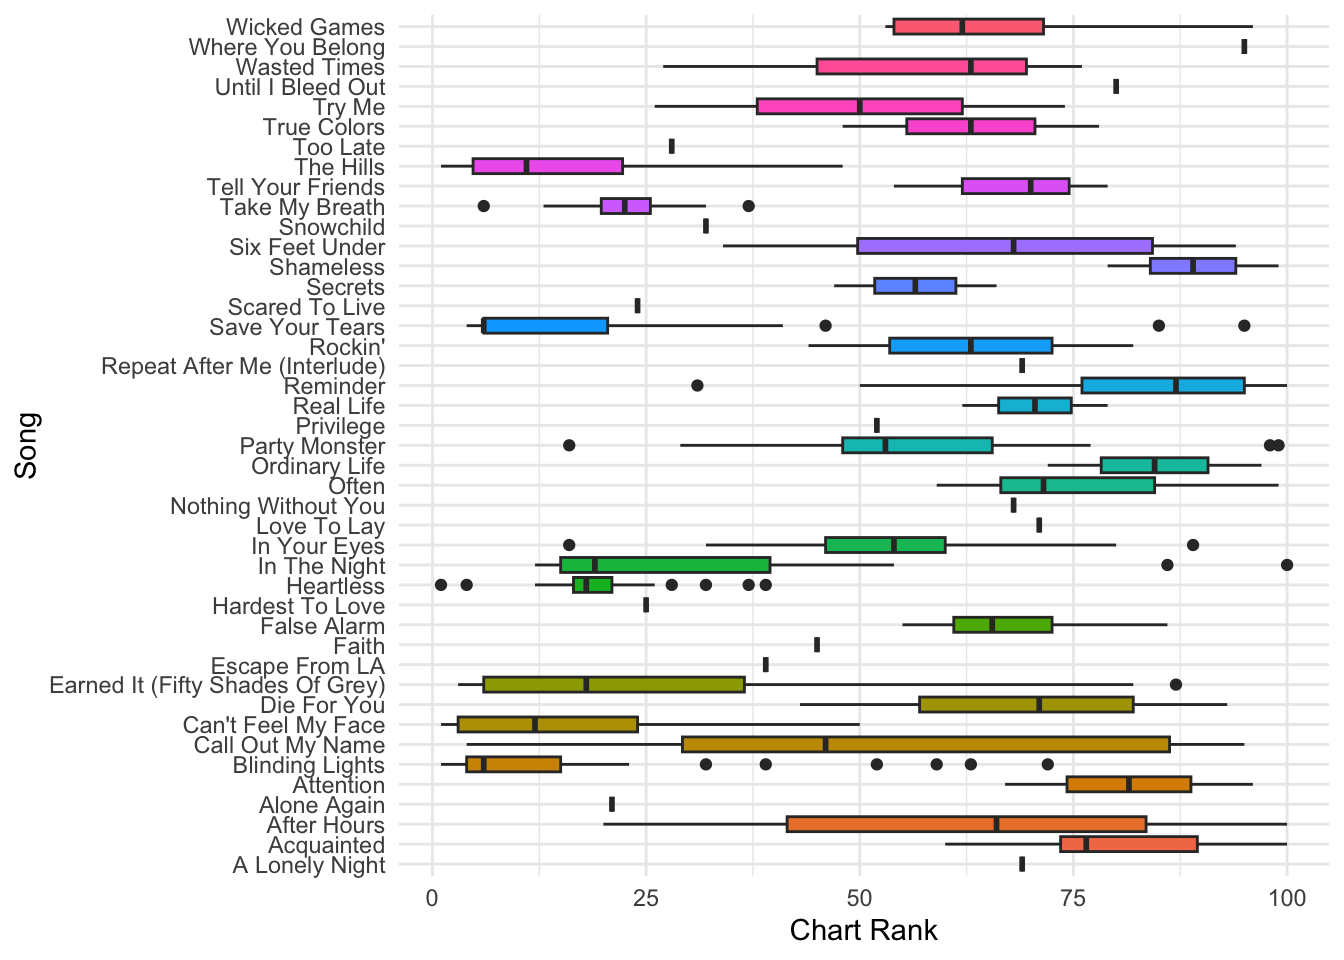 Wicked Games
Where You Belong
Wasted Times
Until I Bleed Out
Try Me
True Colors
Too Late
The Hills
Tell Your Friends
Take My Breath
Snowchild
Six Feet Under
Shameless
Secrets
Scared To Live
Save Your Tears
Rockin'
Repeat After Me (Interlude)
Reminder
Real Life
Privilege
Party Monster
Ordinary Life
Often
Nothing Without You
Love To Lay
In Your Eyes
In The Night
Heartless
Hardest To Love
False Alarm
Faith
Escape From LA
Earned It (Fifty Shades Of Grey)
Die For You
Can't Feel My Face
Call Out My Name
Blinding Lights
Attention
Alone Again
After Hours
Acquainted
A Lonely Night
Song
0 25 50 75 100
Chart Rank